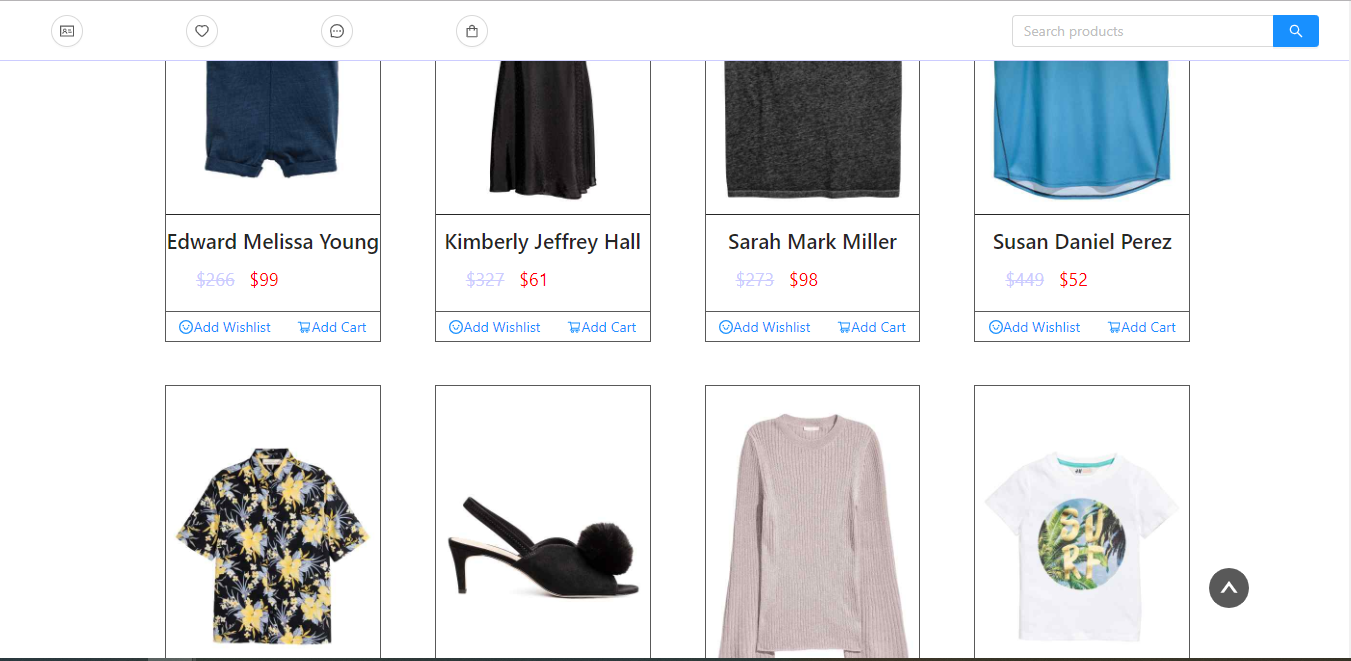 Search products
Edward Melissa Young
Kimberly Jeffrey Hall
Sarah Mark Miller
Susan Daniel Perez
$266 $99
$327 $61
$273 $98
$449 $52
Add Wishlist Add Cart
Add Wishlist Add Cart
Add Wishlist Add Cart
Add Wishlist Add Cart
SU
RF